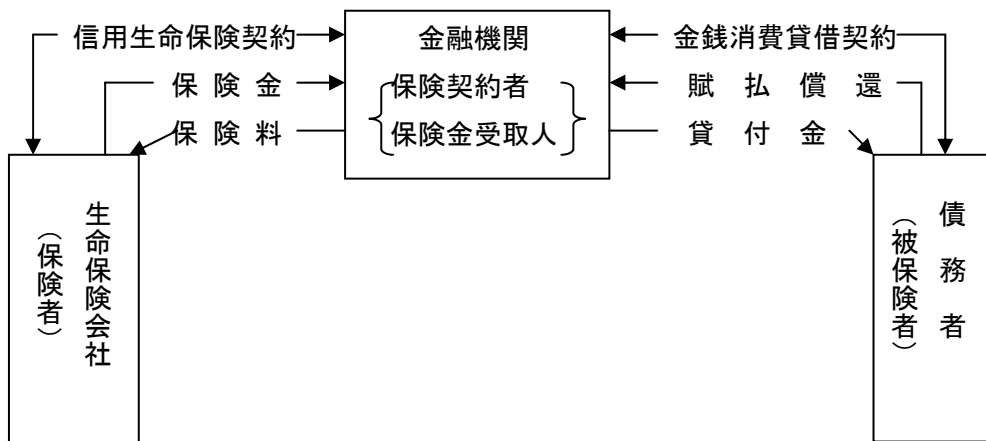 信用生命保険契約
金融機関
金銭消費貸借契約
保険金
保険契約者
賦払償還
保険料
保険金受取人
貸付金
生命保険会社
（保険者）
債務者
（被保険者）